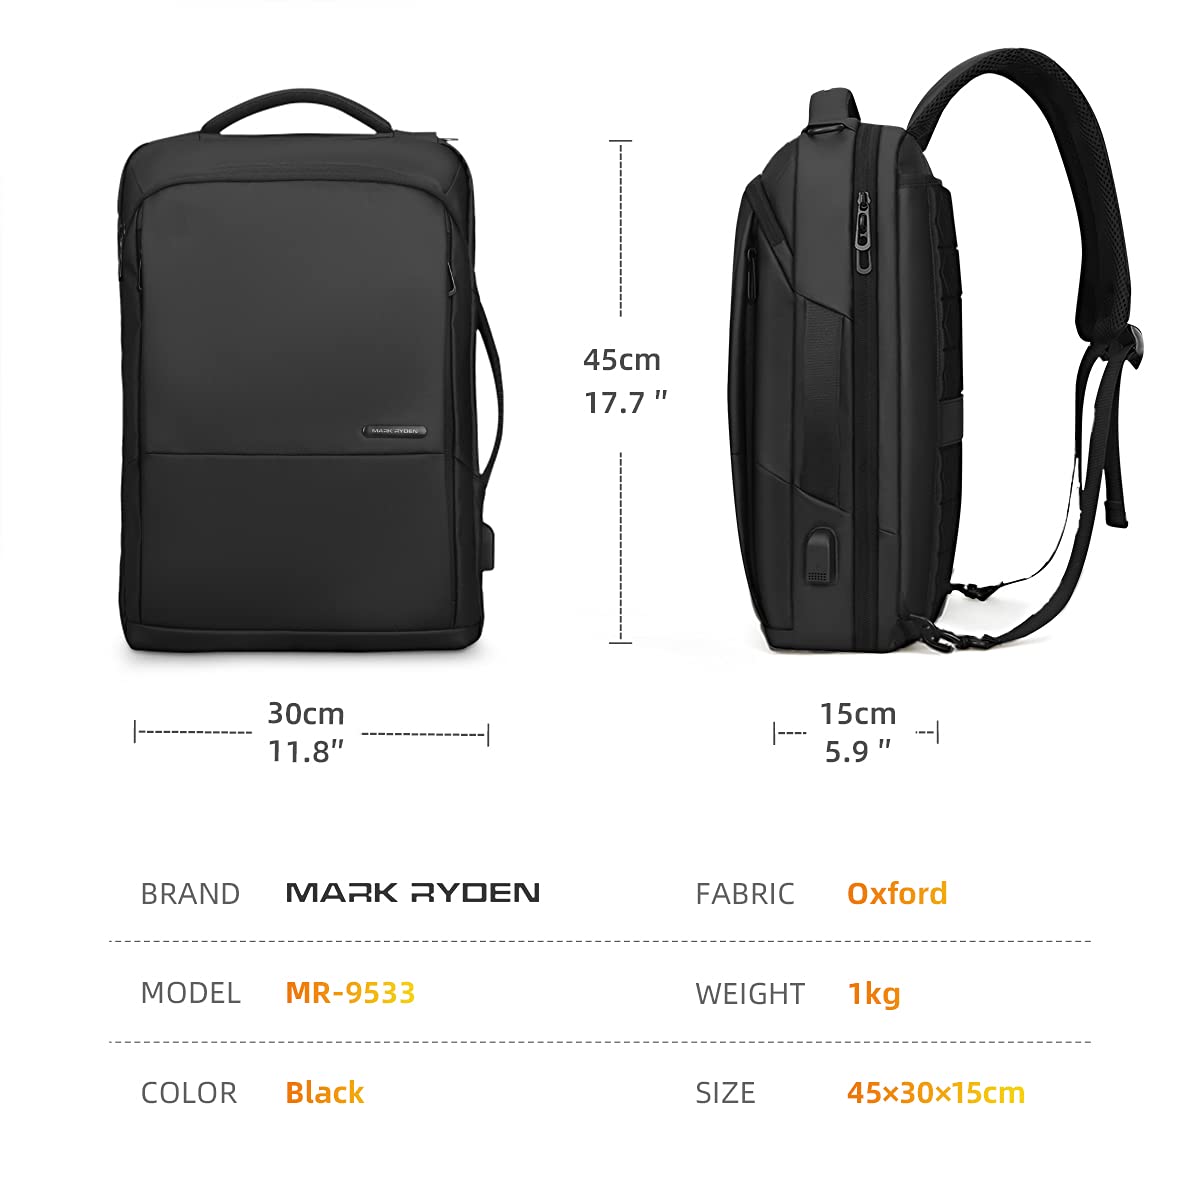 MARK RYDEN
45cm
17.7 "
30cm
11.8"
15cm
5.9 "
BRAND MARK RYDEN
FABRIC Oxford
MODEL MR-9533
WEIGHT 1kg
COLOR Black
SIZE 45×30×15cm